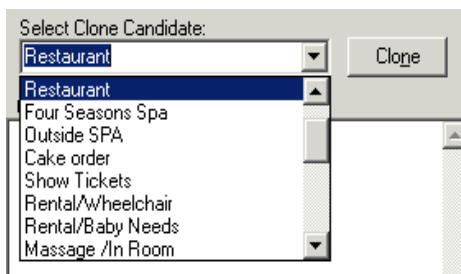 Select Clone Candidate:
Restaurant
Clone
Restaurant
Four Seasons Spa
Outside SPA
Cake order
Show Tickets
Rental/Wheelchair
Rental/Baby Needs
Massage /In Room